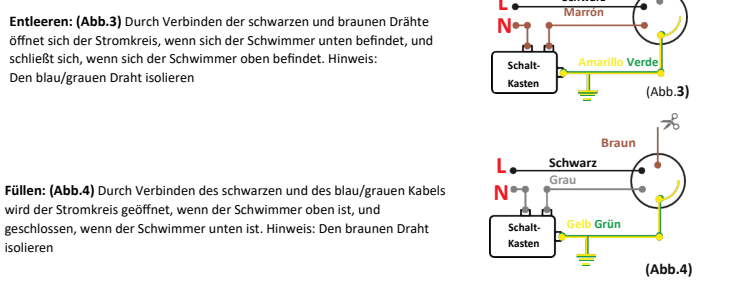 Entleeren: (Abb.3) Durch Verbinden der schwarzen und braunen Drähte
öffnet sich der Stromkreis, wenn sich der Schwimmer unten befindet, und
schließt sich, wenn sich der Schwimmer oben befindet. Hinweis:
Den blau/grauen Draht isolieren
L
Marrón
N
Schalt-
Kasten
Amarillo Verde
(Abb.3)
Füllen: (Abb.4) Durch Verbinden des schwarzen und des blau/grauen Kabels
wird der Stromkreis geöffnet, wenn der Schwimmer oben ist, und
geschlossen, wenn der Schwimmer unten ist. Hinweis: Den braunen Draht
isolieren
Braun
L
Schwarz
N
Grau
Schalt-
Kasten
Gelb Grün
(Abb.4)